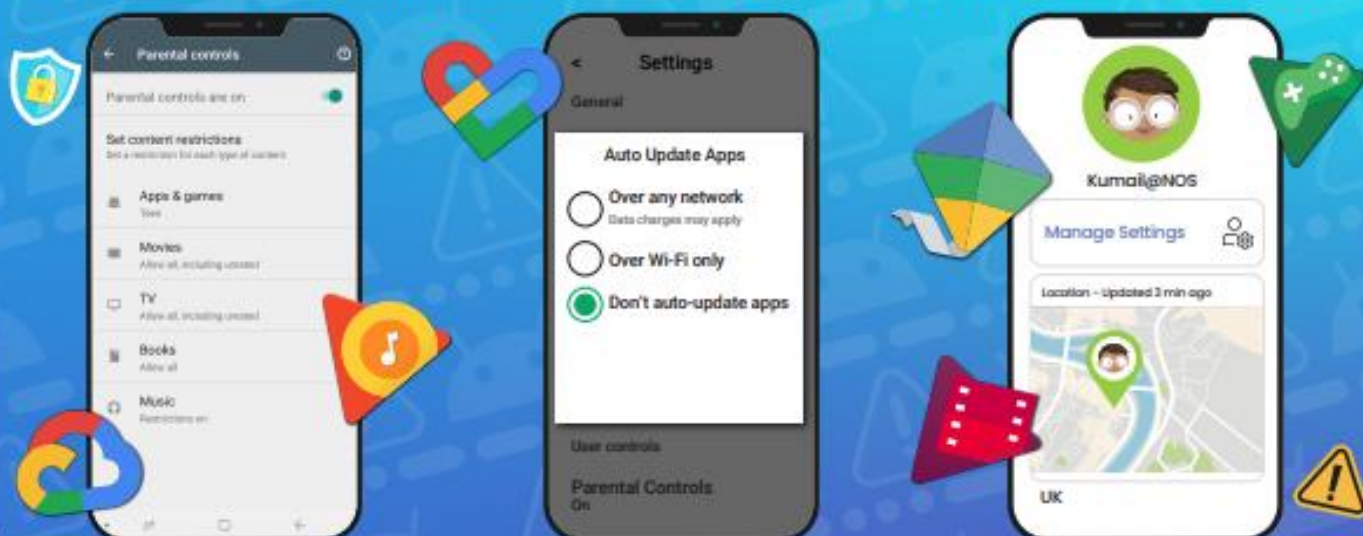 Parental controls
Parental controls are on
Set content restrictions
Set a restriction for each type of content
Apps & games
Teen
Movies
Allow all, including unrated
TV
Allow all, including unrated
Books
Allow all
Music
Restrictions on
Settings
General
Auto Update Apps
Over any network
Data charges may apply
Over Wi-Fi only
Don't auto-update apps
User controls
Parental Controls
On
Kumail@NOS
Manage Settings
Location - Updated 3 min ago
UK